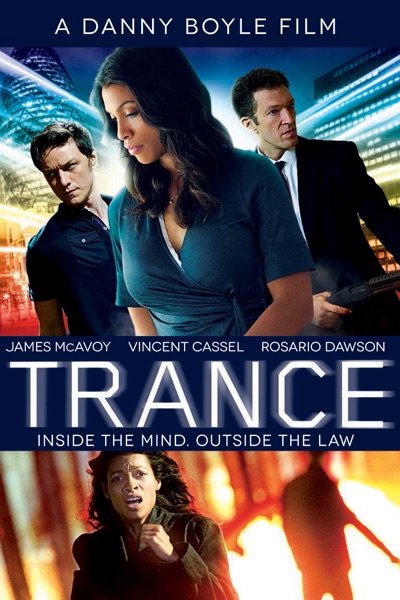 A DANNY BOYLE FILM
JAMES McAVOY VINCENT CASSEL ROSARIO DAWSON
TRANCE
INSIDE THE MIND. OUTSIDE THE LAW